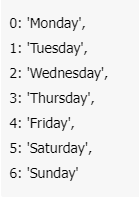 0: 'Monday',
1: 'Tuesday',
2: 'Wednesday',
3: 'Thursday',
4: 'Friday',
5: 'Saturday',
6: 'Sunday'